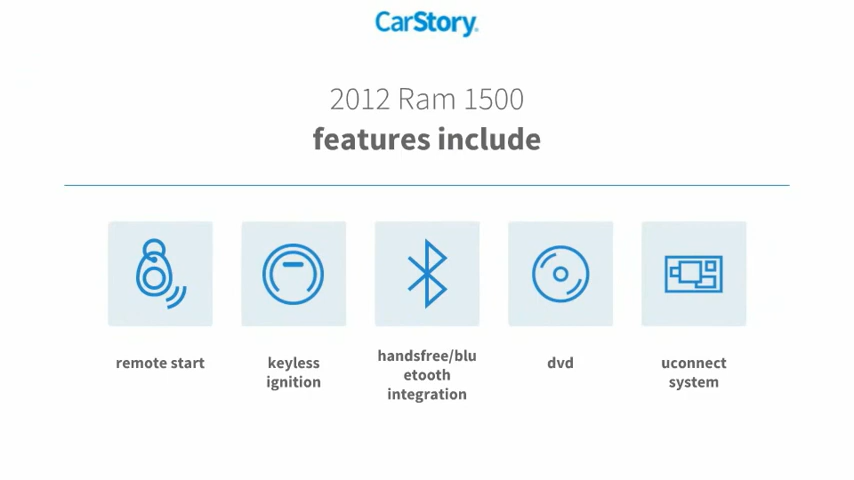 CarStory.
2012 Ram 1500
features include
remote start
keyless
ignition
handsfree/blu
etooth
integration
dvd
uconnect
system